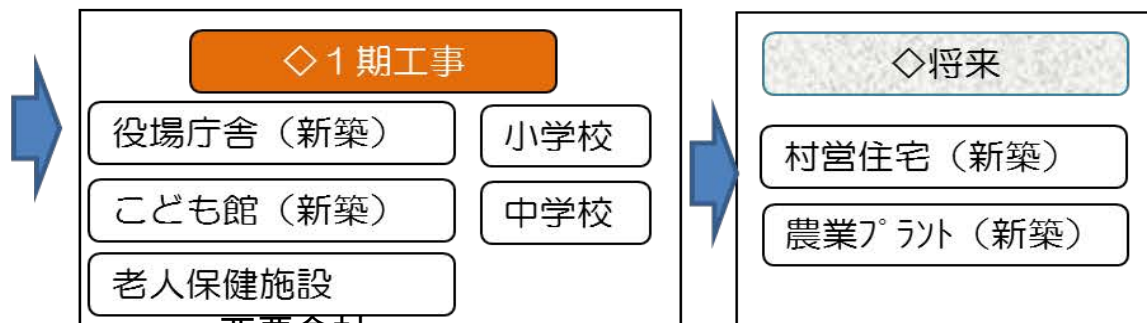 ◇１期工事
役場庁舎（新築）
小学校
こども館（新築）
中学校
老人保健施設
◇将来
村営住宅（新築）
農業ﾌﾟﾗﾝﾄ（新築）